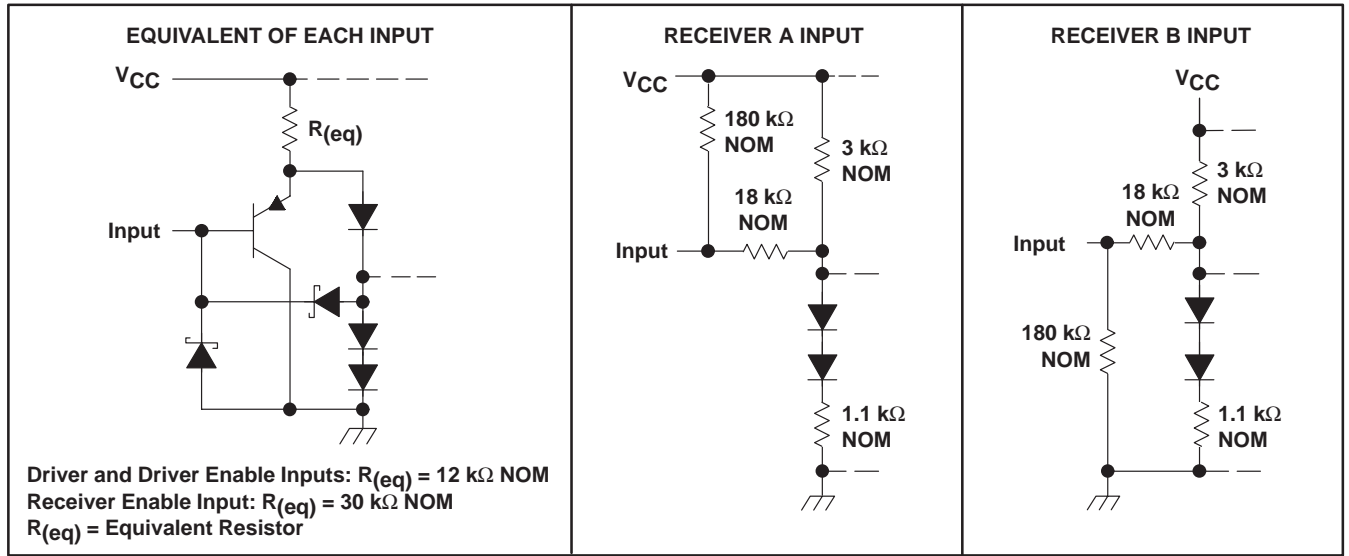 EQUIVALENT OF EACH INPUT
VCC
R(eq)
Input
Driver and Driver Enable Inputs: R(eq) = 12 kΩ NOM
Receiver Enable Input: R(eq) = 30 kΩ NOM
R(eq) = Equivalent Resistor
RECEIVER A INPUT
VCC
180 kΩ
NOM
3 kΩ
NOM
18 kΩ
NOM
Input
1.1 kΩ
NOM
RECEIVER B INPUT
VCC
3 kΩ
NOM
18 kΩ
NOM
Input
180 kΩ
NOM
1.1 kΩ
NOM